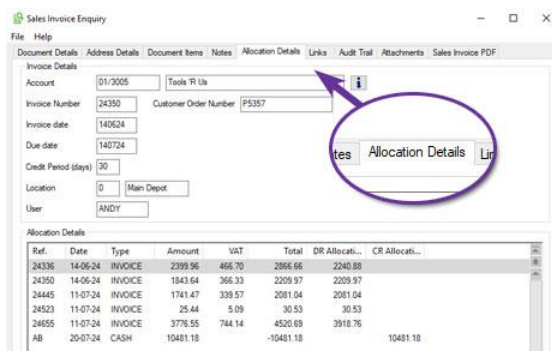 Sales Invoice Enquiry
File Help
Document Details Address Details Document Items Notes Allocation Details Links Audit Trail Attachments Sales Invoice PDF
Invoice Details
Account 01/3005 Tools 'R Us i
Invoice Number 24350 Customer Order Number P5357
Invoice date 140624
Due date 140724
Credit Period (days) 30
Location 0 Main Depot
User ANDY
tes Allocation Details Lin
Allocation Details
Ref. Date Type Amount VAT Total DR Allocati... CR Allocati...
24336 14-06-24 INVOICE 2399.96 466.70 2866.66 2240.88
24350 14-06-24 INVOICE 1843.64 366.33 2209.97 2209.97
24445 11-07-24 INVOICE 1741.47 339.57 2081.04 2081.04
24523 11-07-24 INVOICE 25.44 5.09 30.53 30.53
24655 11-07-24 INVOICE 3776.55 744.14 4520.69 3918.76
AB 20-07-24 CASH 10481.18 -10481.18 10481.18